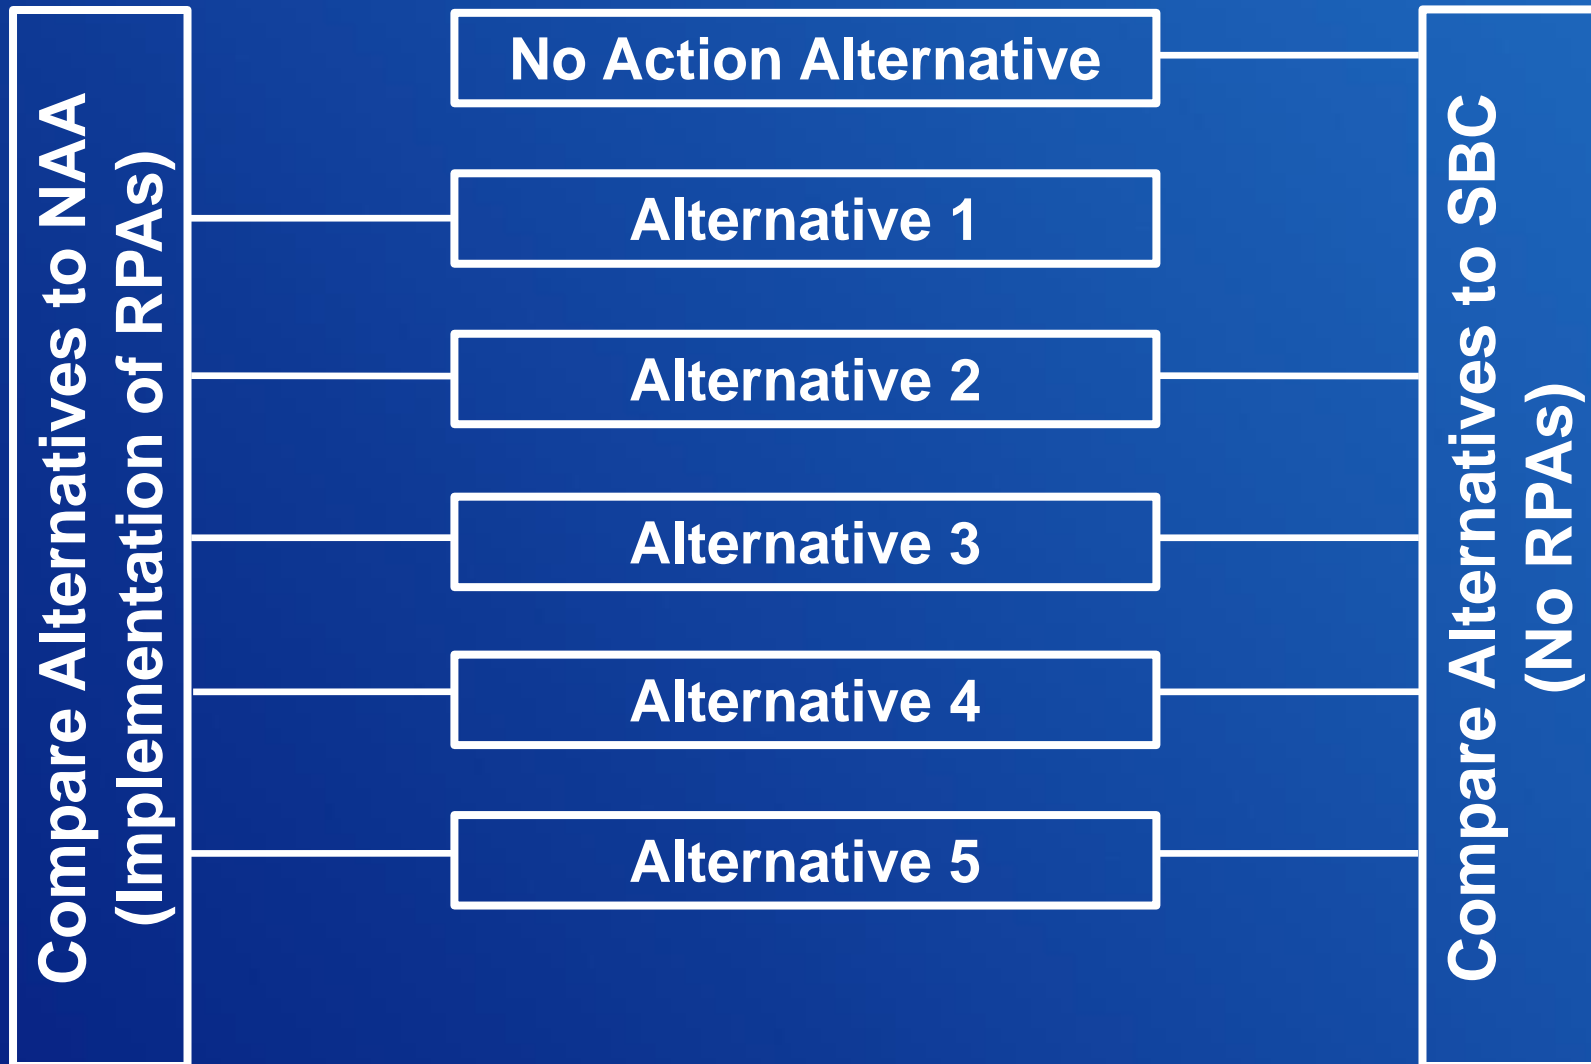 Compare Alternatives to NAA
(Implementation of RPAs)
No Action Alternative
Alternative 1
Alternative 2
Alternative 3
Alternative 4
Alternative 5
Compare Alternatives to SBC
(No RPAs)